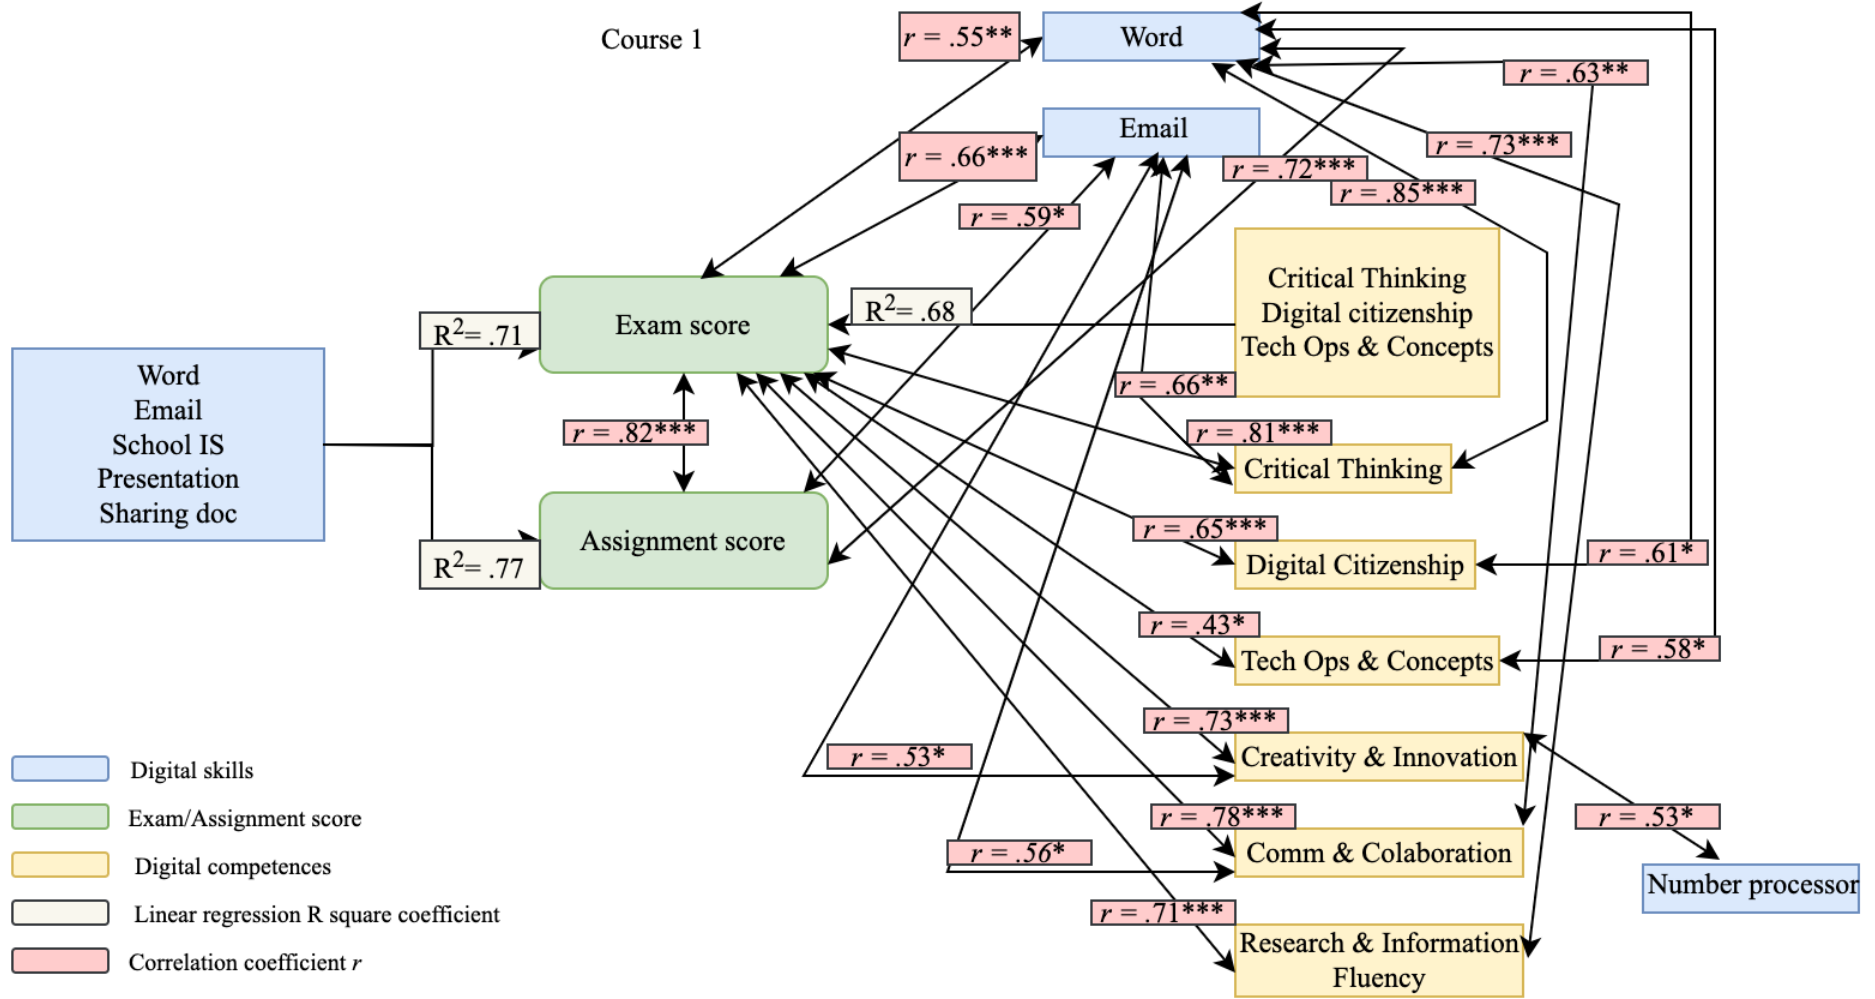 Course 1
r = .55**
Word
r = .63**
Email
r = .66***
r = .73***
r = .72***
r = .85***
r = .59*
Critical Thinking
Digital citizenship
Tech Ops & Concepts
R²= .68
Exam score
R²= .71
Word
Email
School IS
Presentation
Sharing doc
r = .66**
r = .82***
r = .81***
Critical Thinking
r = .65***
Assignment score
R²= .77
Digital Citizenship
r = .61*
r = .43*
Tech Ops & Concepts
r = .58*
r = .73***
Creativity & Innovation
r = .53*
r = .78***
r = .53*
Comm & Colaboration
r = .56*
Number processor
r = .71***
Research & Information
Fluency
Digital skills
Exam/Assignment score
Digital competences
Linear regression R square coefficient
Correlation coefficient r